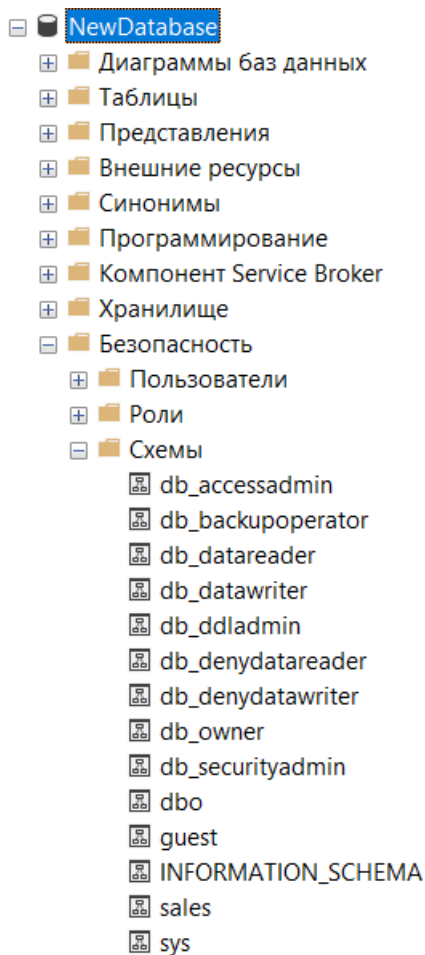 NewDatabase
Диаграммы баз данных
Таблицы
Представления
Внешние ресурсы
Синонимы
Программирование
Компонент Service Broker
Хранилище
Безопасность
Пользователи
Роли
Схемы
db_accessadmin
db_backupoperator
db_datareader
db_datawriter
db_ddladmin
db_denydatareader
db_denydatawriter
db_owner
db_securityadmin
dbo
guest
INFORMATION_SCHEMA
sales
sys